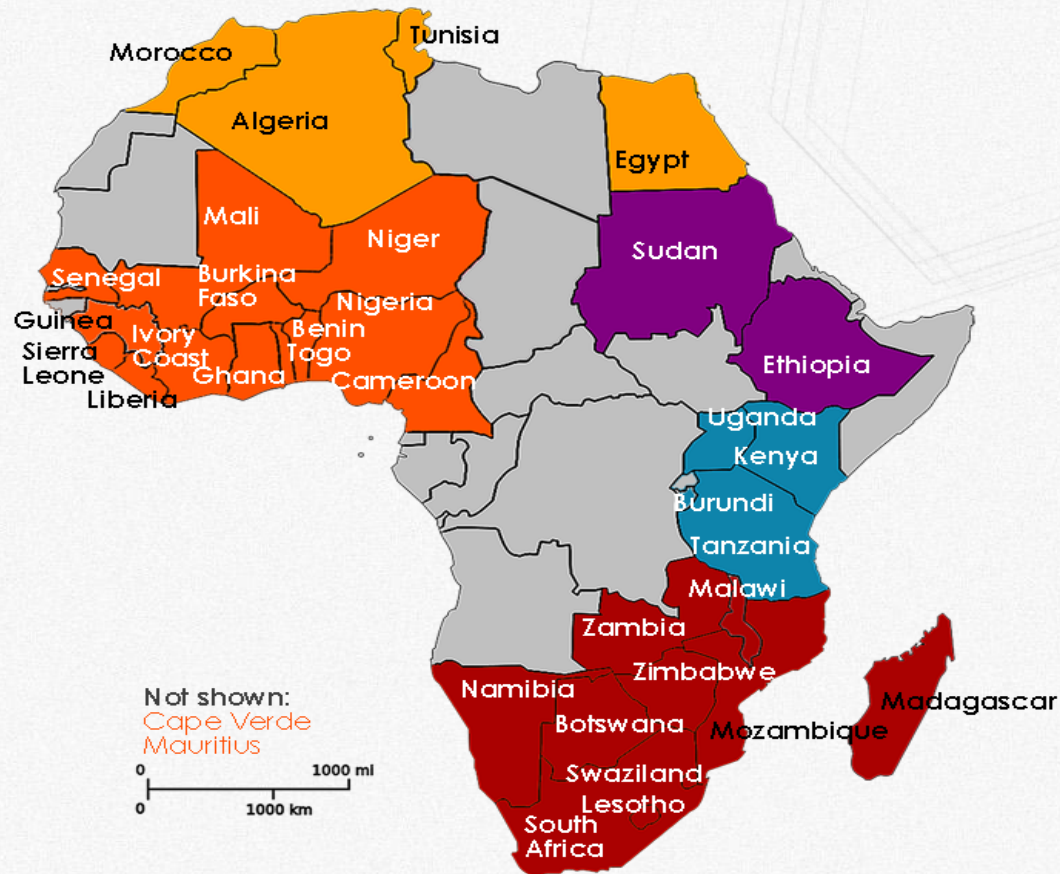 Tunisia
Morocco
Algeria
Egypt
Mali
Niger
Sudan
Senegal
Burkina
Faso
Nigeria
Guinea
Ivory
Coast
Benin
Togo
Sierra
Leone
Ghana
Cameroon
Liberia
Ethiopia
Uganda
Kenya
Burundi
Tanzania
Malawi
Zambia
Zimbabwe
Namibia
Botswana
Mozambique
Madagascar
Swaziland
Lesotho
South
Africa
Not shown:
Cape Verde
Mauritius
0 1000 mi
0 1000 km